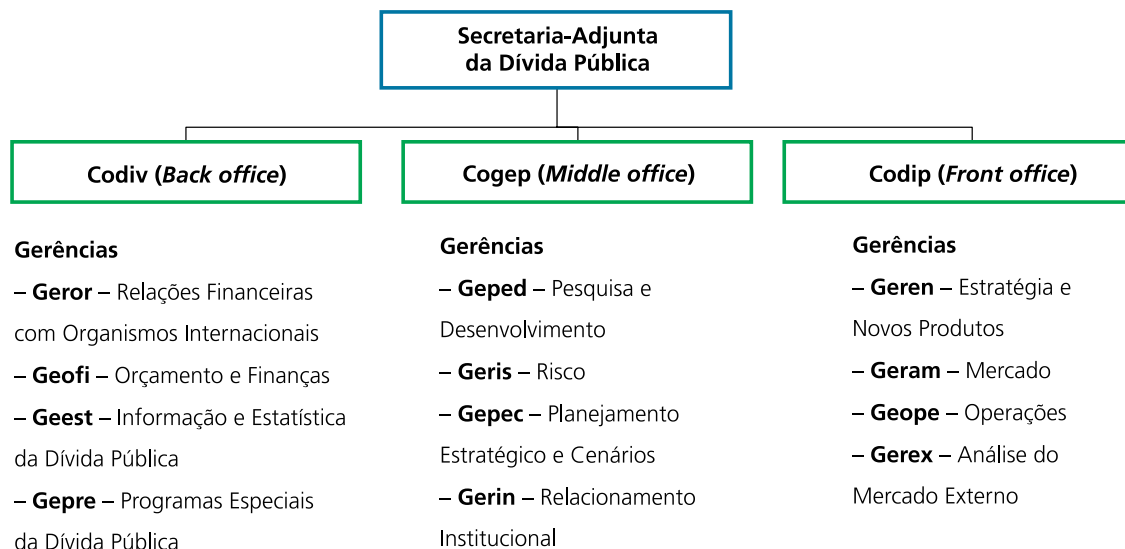 Secretaria-Adjunta
da Dívida Pública
Codiv (Back office)
Cogep (Middle office)
Codip (Front office)
Gerências
– Geror – Relações Financeiras
com Organismos Internacionais
– Geofi – Orçamento e Finanças
– Geest – Informação e Estatística
da Dívida Pública
– Gepre – Programas Especiais
da Dívida Pública
Gerências
– Geped – Pesquisa e
Desenvolvimento
– Geris – Risco
– Gepec – Planejamento
Estratégico e Cenários
– Gerin – Relacionamento
Institucional
Gerências
– Geren – Estratégia e
Novos Produtos
– Geram – Mercado
– Geope – Operações
– Gerex – Análise do
Mercado Externo